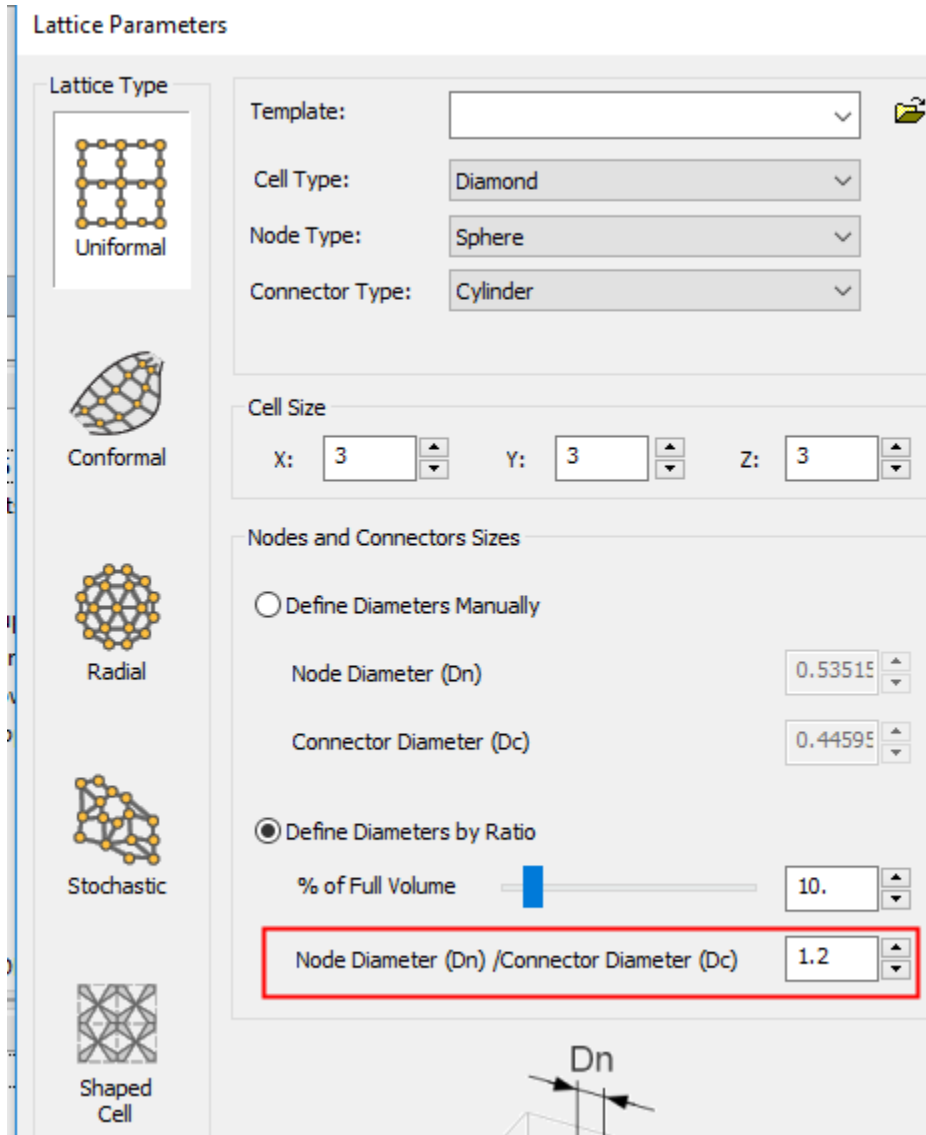 Lattice Parameters
Lattice Type
Uniformal
Conformal
Radial
Stochastic
Shaped
Cell
Template:
Cell Type: Diamond
Node Type: Sphere
Connector Type: Cylinder
Cell Size
X: 3 Y: 3 Z: 3
Nodes and Connectors Sizes
Define Diameters Manually
Node Diameter (Dn) 0.53515
Connector Diameter (Dc) 0.44595
Define Diameters by Ratio
% of Full Volume 10.
Node Diameter (Dn) /Connector Diameter (Dc) 1.2
Dn